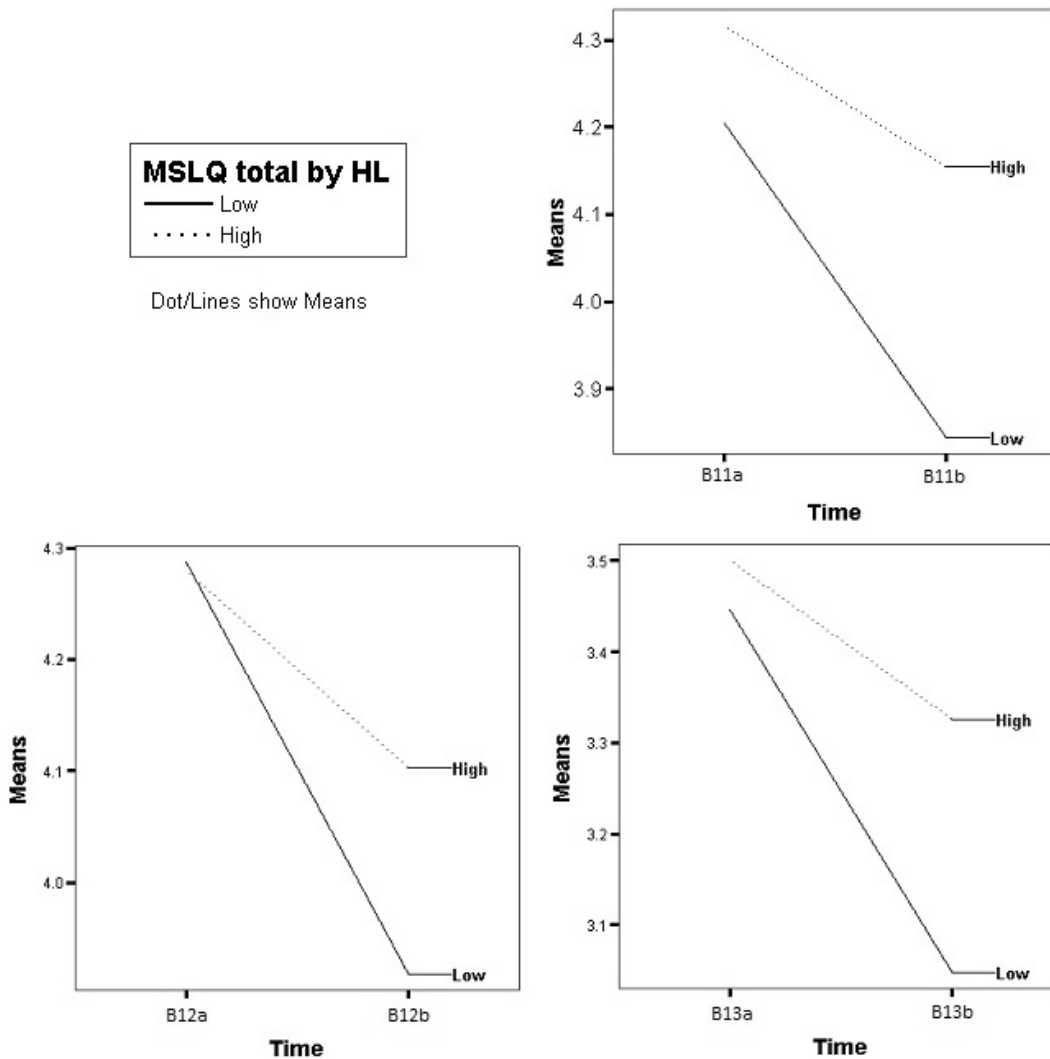 MSLQ total by HL
Low
High
Dot/Lines show Means
4.3
4.2
4.1
4.0
3.9
Means
High
Low
B11a B11b
Time
4.3
4.2
4.1
4.0
Means
High
Low
B12a B12b
Time
3.5
3.4
3.3
3.2
3.1
Means
High
Low
B13a B13b
Time